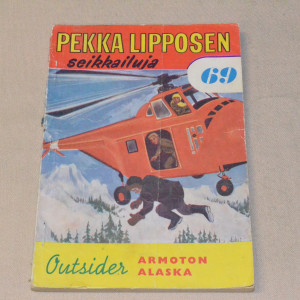 PEKKA LIPPOSEN
seikkailuja
69
Outsider ARMOTON
ALASKA